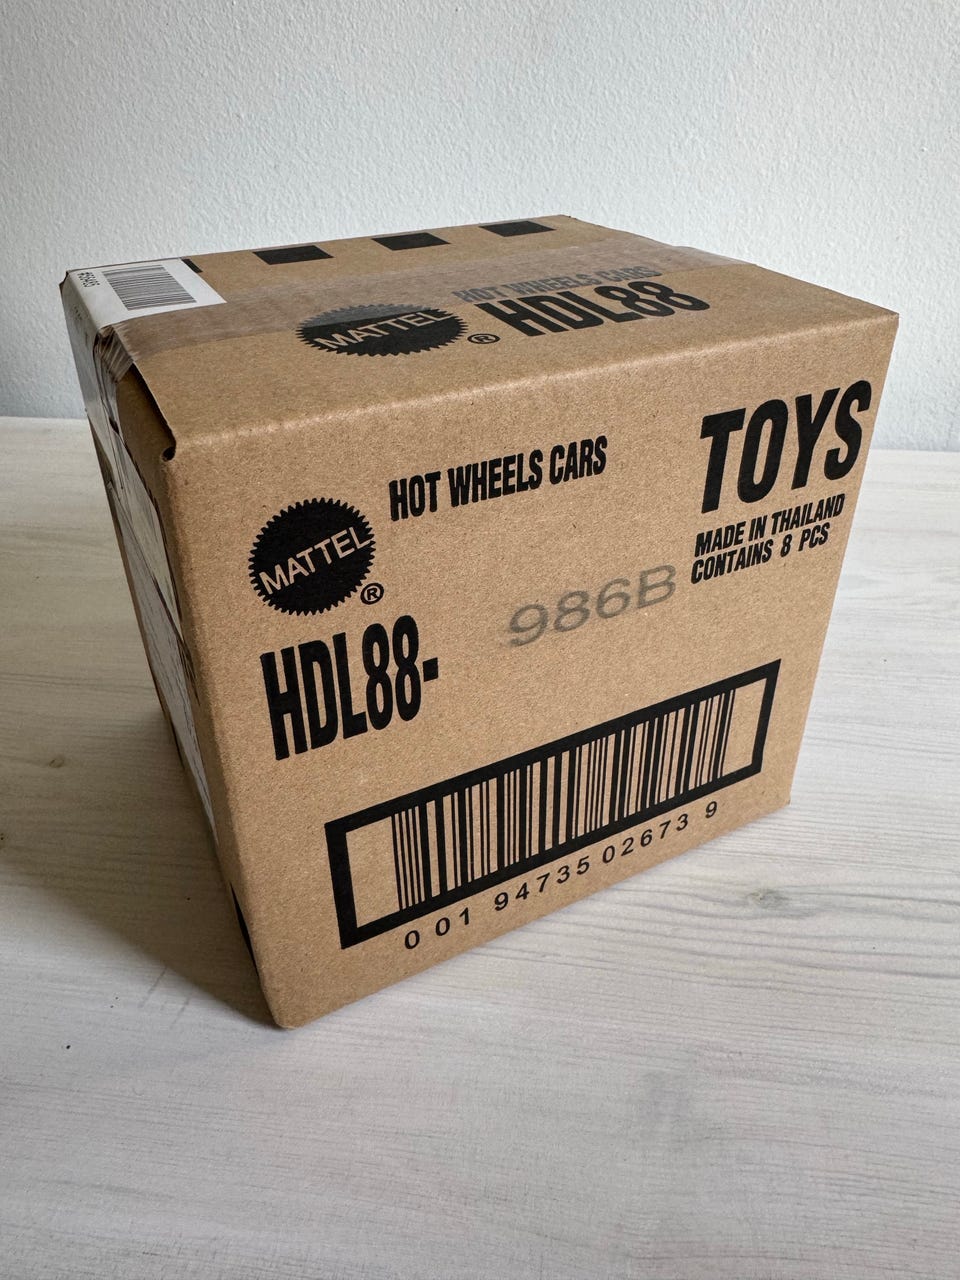 #93455
MATTEL®
HOT WHEELS CARS
HDL88
MATTEL®
HOT WHEELS CARS
HDL88-
TOYS
MADE IN THAILAND
CONTAINS 8 PCS
986B
0 01 94735 02673 9